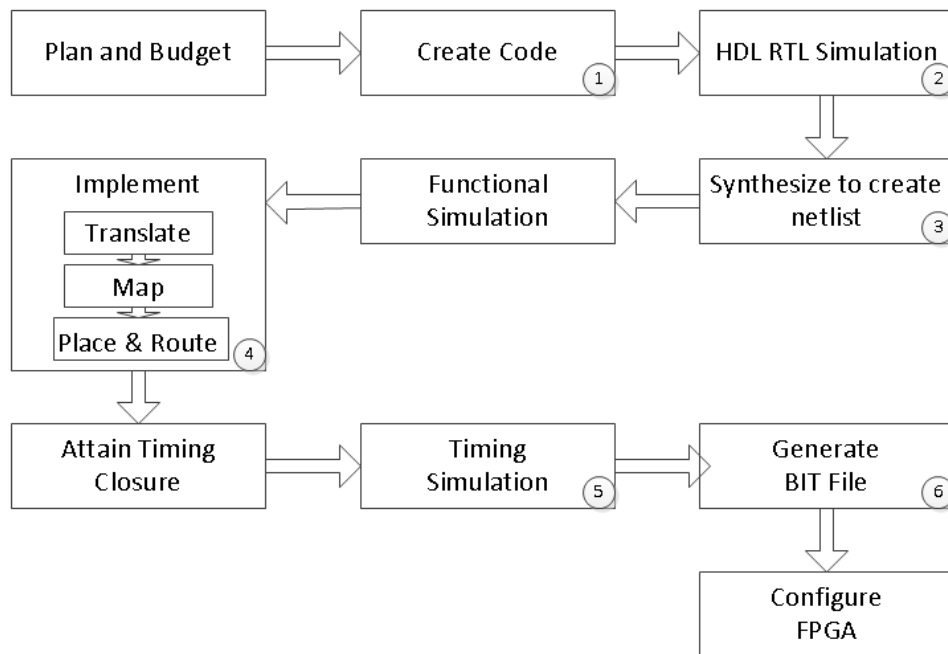 Plan and Budget
Create Code
1
HDL RTL Simulation
2
Synthesize to create
netlist
3
Functional
Simulation
Implement
Translate
Map
Place & Route
4
Attain Timing
Closure
Timing
Simulation
5
Generate
BIT File
6
Configure
FPGA